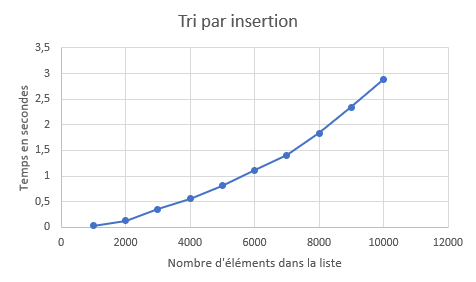 Tri par insertion
3,5
3
2,5
2
1,5
1
0,5
0
Temps en secondes
0 2000 4000 6000 8000 10000 12000
Nombre d'éléments dans la liste